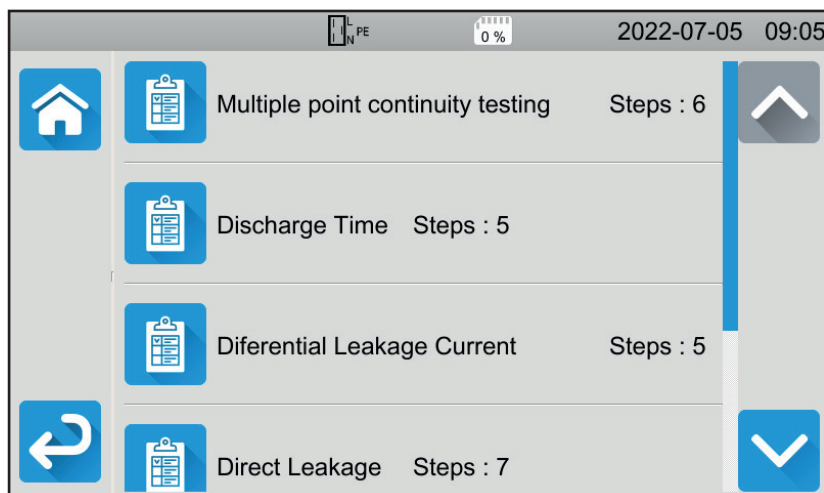 L
N PE 0 % 2022-07-05 09:05
Multiple point continuity testing Steps : 6
Discharge Time Steps : 5
Diferential Leakage Current Steps : 5
Direct Leakage Steps : 7